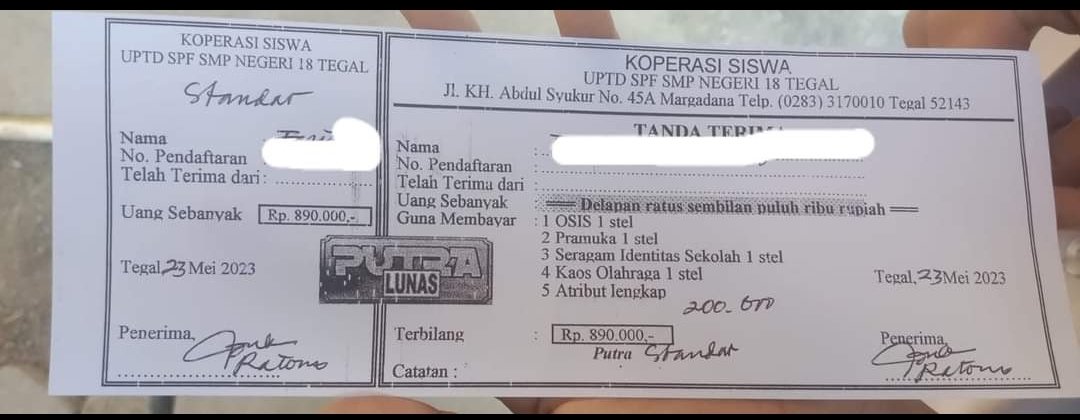 KOPERASI SISWA
UPTD SPF SMP NEGERI 18 TEGAL
Standar
Nama
No. Pendaftaran
Telah Terima dari :
Uang Sebanyak Rp. 890.000,-
Tegal, 23 Mei 2023
Penerima,
Ratono
PUTRA
LUNAS
KOPERASI SISWA
UPTD SPF SMP NEGERI 18 TEGAL
Jl. KH. Abdul Syukur No. 45A Margadana Telp. (0283) 3170010 Tegal 52143
TANDA
Nama :
No. Pendaftaran :
Telah Terima dari :
Uang Sebanyak : Delapan ratus sembilan puluh ribu rupiah
Guna Membayar : 1 OSIS 1 stel
2 Pramuka 1 stel
3 Seragam Identitas Sekolah 1 stel
4 Kaos Olahraga 1 stel
5 Atribut lengkap
200.000
Tegal, 23 Mei 2023
Terbilang : Rp. 890.000,-
Putra Standar
Catatan :
Penerima,
Ratono